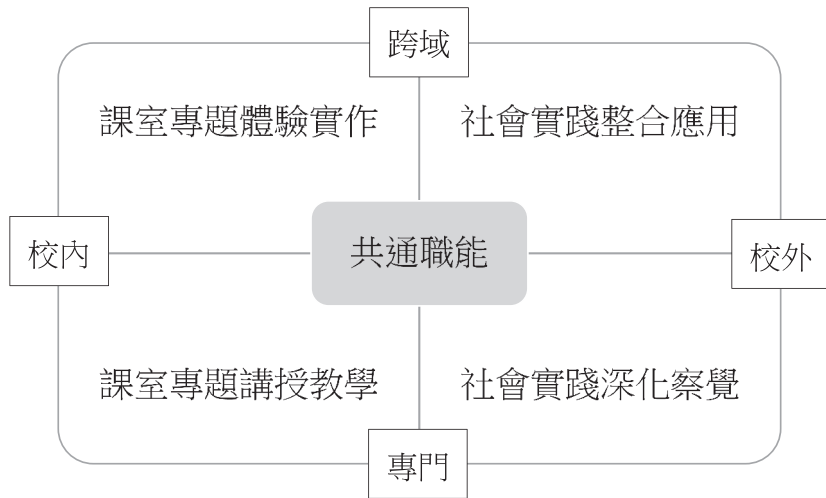 跨域
課室專題體驗實作
社會實踐整合應用
校內
共通職能
校外
課室專題講授教學
社會實踐深化察覺
專門